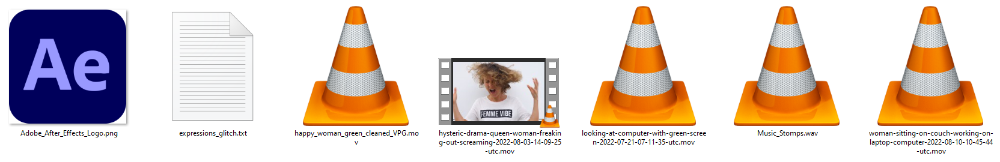 Ae
FEMME VIBE
Adobe_After_Effects_Logo.png
expressions_glitch.txt
happy_woman_green_cleaned_VPG.mo
v
hysteric-drama-queen-woman-freakin
g-out-screaming-2022-08-03-14-09-25
-utc.mov
looking-at-computer-with-green-scree
n-2022-07-21-07-11-35-utc.mov
Music_Stomps.wav
woman-sitting-on-couch-working-on-
laptop-computer-2022-08-10-10-45-44
-utc.mov